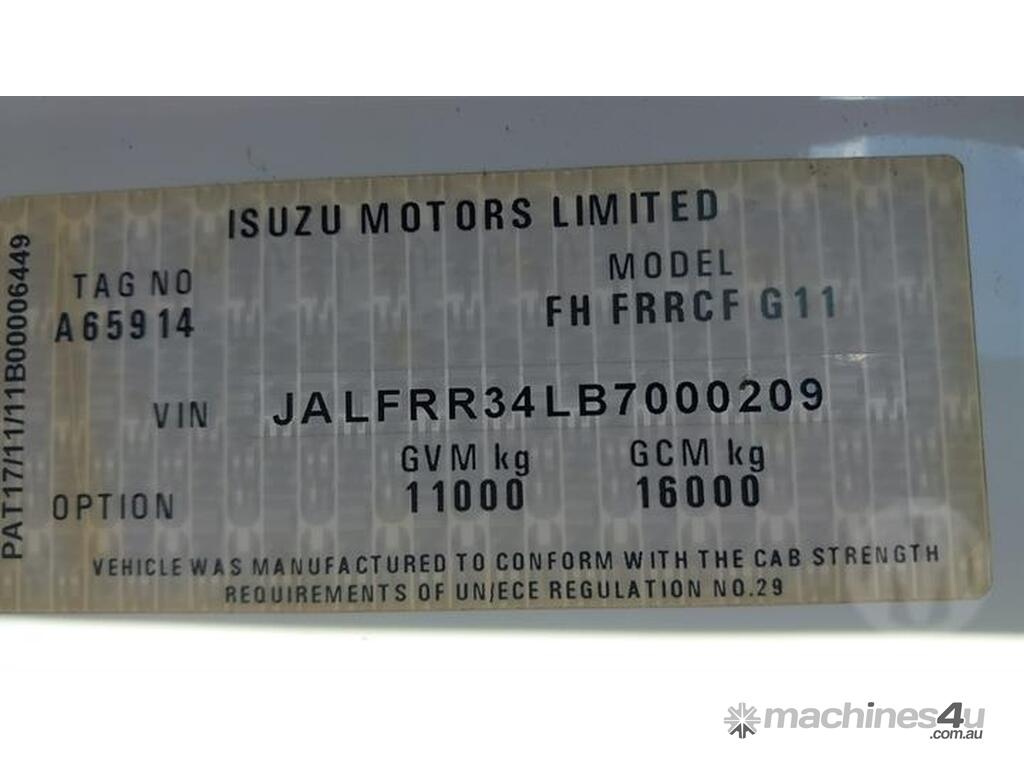 ISUZU MOTORS LIMITED
TAG NO
MODEL
A65914
FH FRRCF G11
VIN JALFRR34LB7000209
GVM kg GCM kg
OPTION 11000 16000
VEHICLE WAS MANUFACTURED TO CONFORM WITH THE CAB STRENGTH
REQUIREMENTS OF UN/ECE REGULATION NO.29
PAT17/11/11B00006449
machines4u
.com.au